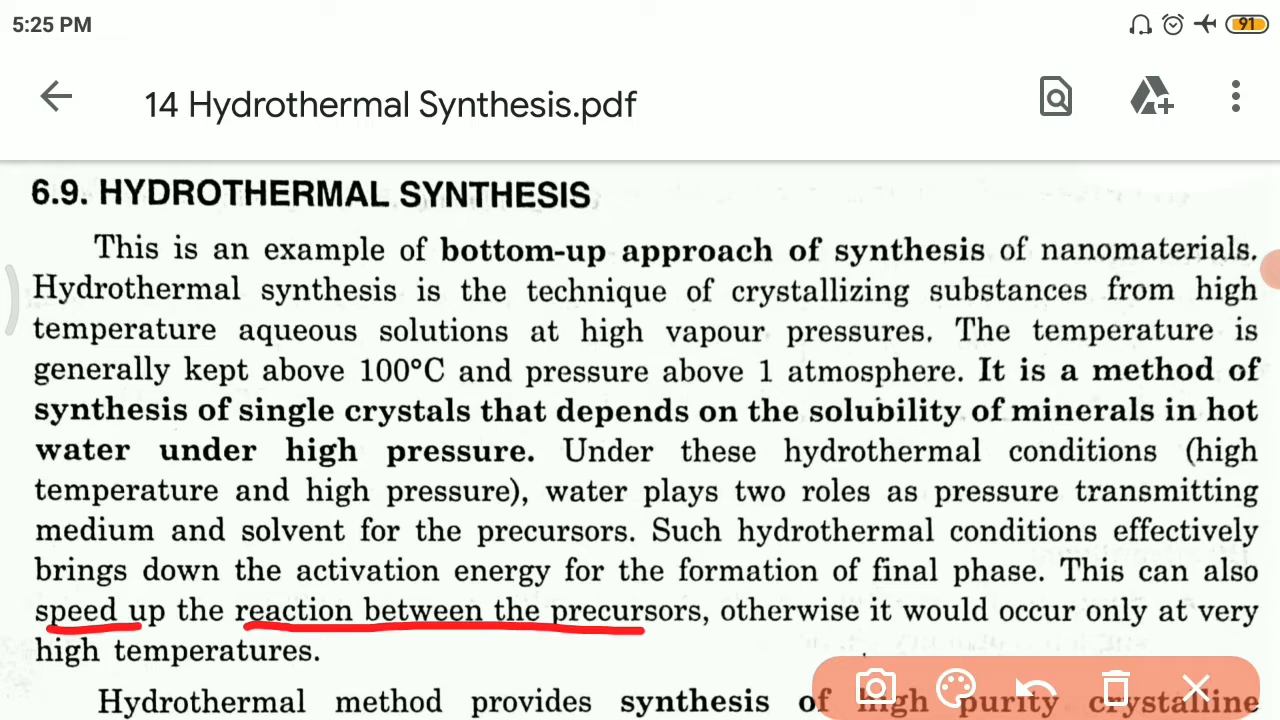 5:25 PM
91
14 Hydrothermal Synthesis.pdf
6.9. HYDROTHERMAL SYNTHESIS
This is an example of bottom-up approach of synthesis of nanomaterials.
Hydrothermal synthesis is the technique of crystallizing substances from high
temperature aqueous solutions at high vapour pressures. The temperature is
generally kept above 100°C and pressure above 1 atmosphere. It is a method of
synthesis of single crystals that depends on the solubility of minerals in hot
water under high pressure. Under these hydrothermal conditions (high
temperature and high pressure), water plays two roles as pressure transmitting
medium and solvent for the precursors. Such hydrothermal conditions effectively
brings down the activation energy for the formation of final phase. This can also
speed up the reaction between the precursors, otherwise it would occur only at very
high temperatures.
Hydrothermal method provides synthesis of high purity crystalline